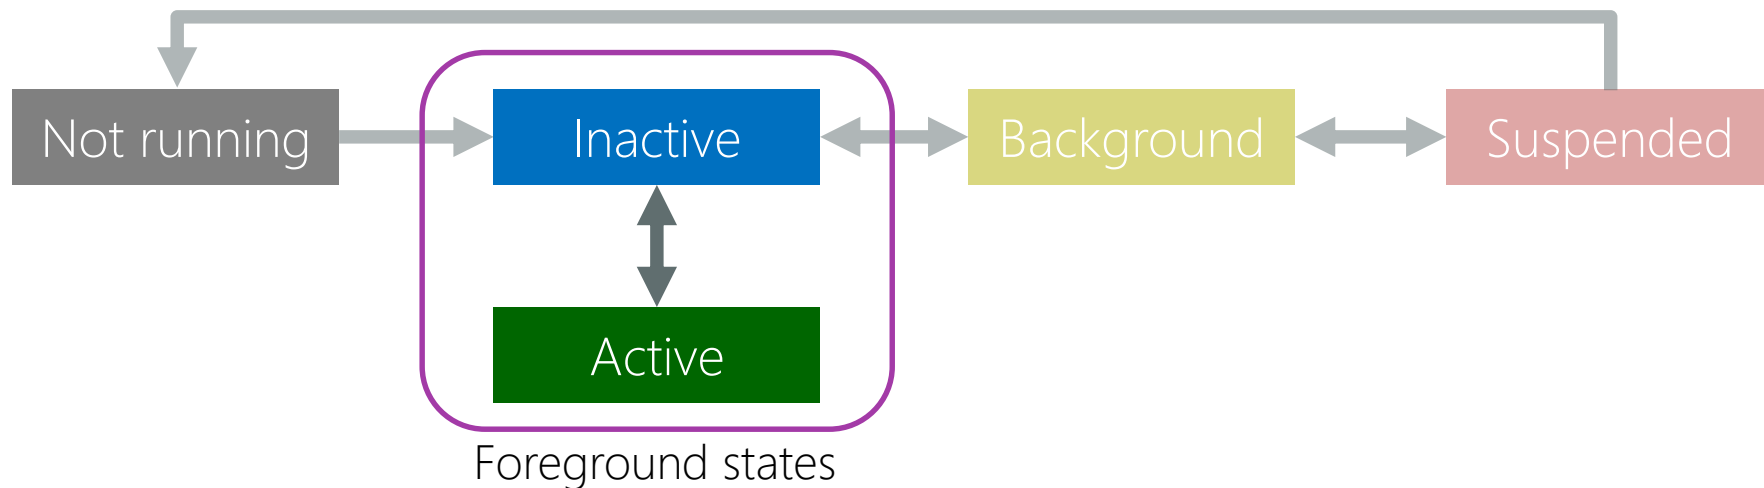 Not running
Inactive
Background
Suspended
Active
Foreground states